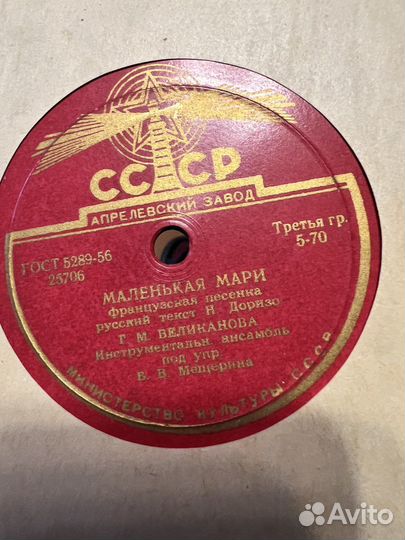 СССР
АПРЕЛЕВСКИЙ ЗАВОД
ГОСТ 5289-56
25706
Третья гр.
5-70
МАЛЕНЬКАЯ МАРИ
французская песенка
русский текст Н Доризо
Г. М. ВЕЛИКАНОВА
Инструментальн. ансамбль
под упр.
В. В Мещерина
МИНИСТЕРСТВО КУЛЬТУРЫ СССР
Avito